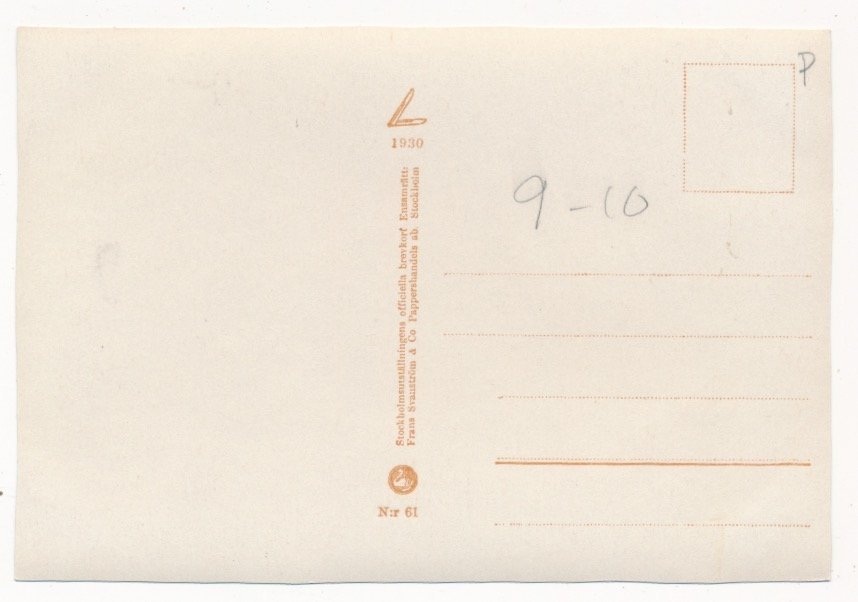 P
1930
9-10
Stockholmsutställningens officiella brevkort Ensamrätt:
Frans Svanström & Co Pappershandels ab. Stockholm
N:r 61